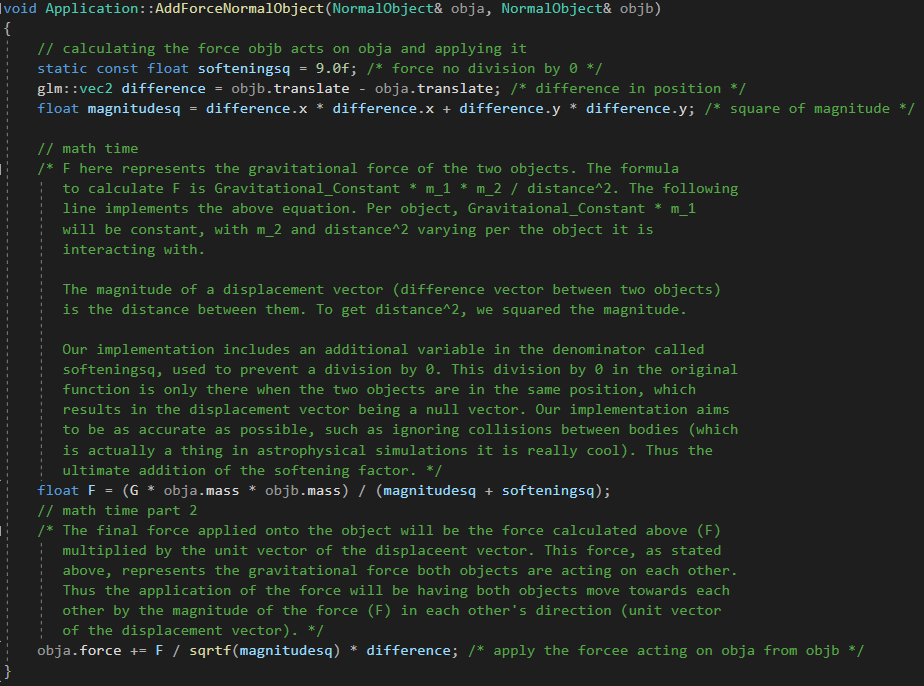 void Application::AddForceNormalObject(NormalObject& obja, NormalObject& objb)
{
// calculating the force objb acts on obja and applying it
static const float softeningsq = 9.0f; /* force no division by 0 */
glm::vec2 difference = objb.translate - obja.translate; /* difference in position */
float magnitudesq = difference.x * difference.x + difference.y * difference.y; /* square of magnitude */
// math time
/* F here represents the gravitational force of the two objects. The formula
to calculate F is Gravitational_Constant * m_1 * m_2 / distance^2. The following
line implements the above equation. Per object, Gravitaional_Constant * m_1
will be constant, with m_2 and distance^2 varying per the object it is
interacting with.
The magnitude of a displacement vector (difference vector between two objects)
is the distance between them. To get distance^2, we squared the magnitude.
Our implementation includes an additional variable in the denominator called
softeningsq, used to prevent a division by 0. This division by 0 in the original
function is only there when the two objects are in the same position, which
results in the displacement vector being a null vector. Our implementation aims
to be as accurate as possible, such as ignoring collisions between bodies (which
is actually a thing in astrophysical simulations it is really cool). Thus the
ultimate addition of the softening factor. */
float F = (G * obja.mass * objb.mass) / (magnitudesq + softeningsq);
// math time part 2
/* The final force applied onto the object will be the force calculated above (F)
multiplied by the unit vector of the displaceent vector. This force, as stated
above, represents the gravitational force both objects are acting on each other.
Thus the application of the force will be having both objects move towards each
other by the magnitude of the force (F) in each other's direction (unit vector
of the displacement vector). */
obja.force += F / sqrtf(magnitudesq) * difference; /* apply the forcee acting on obja from objb */
}